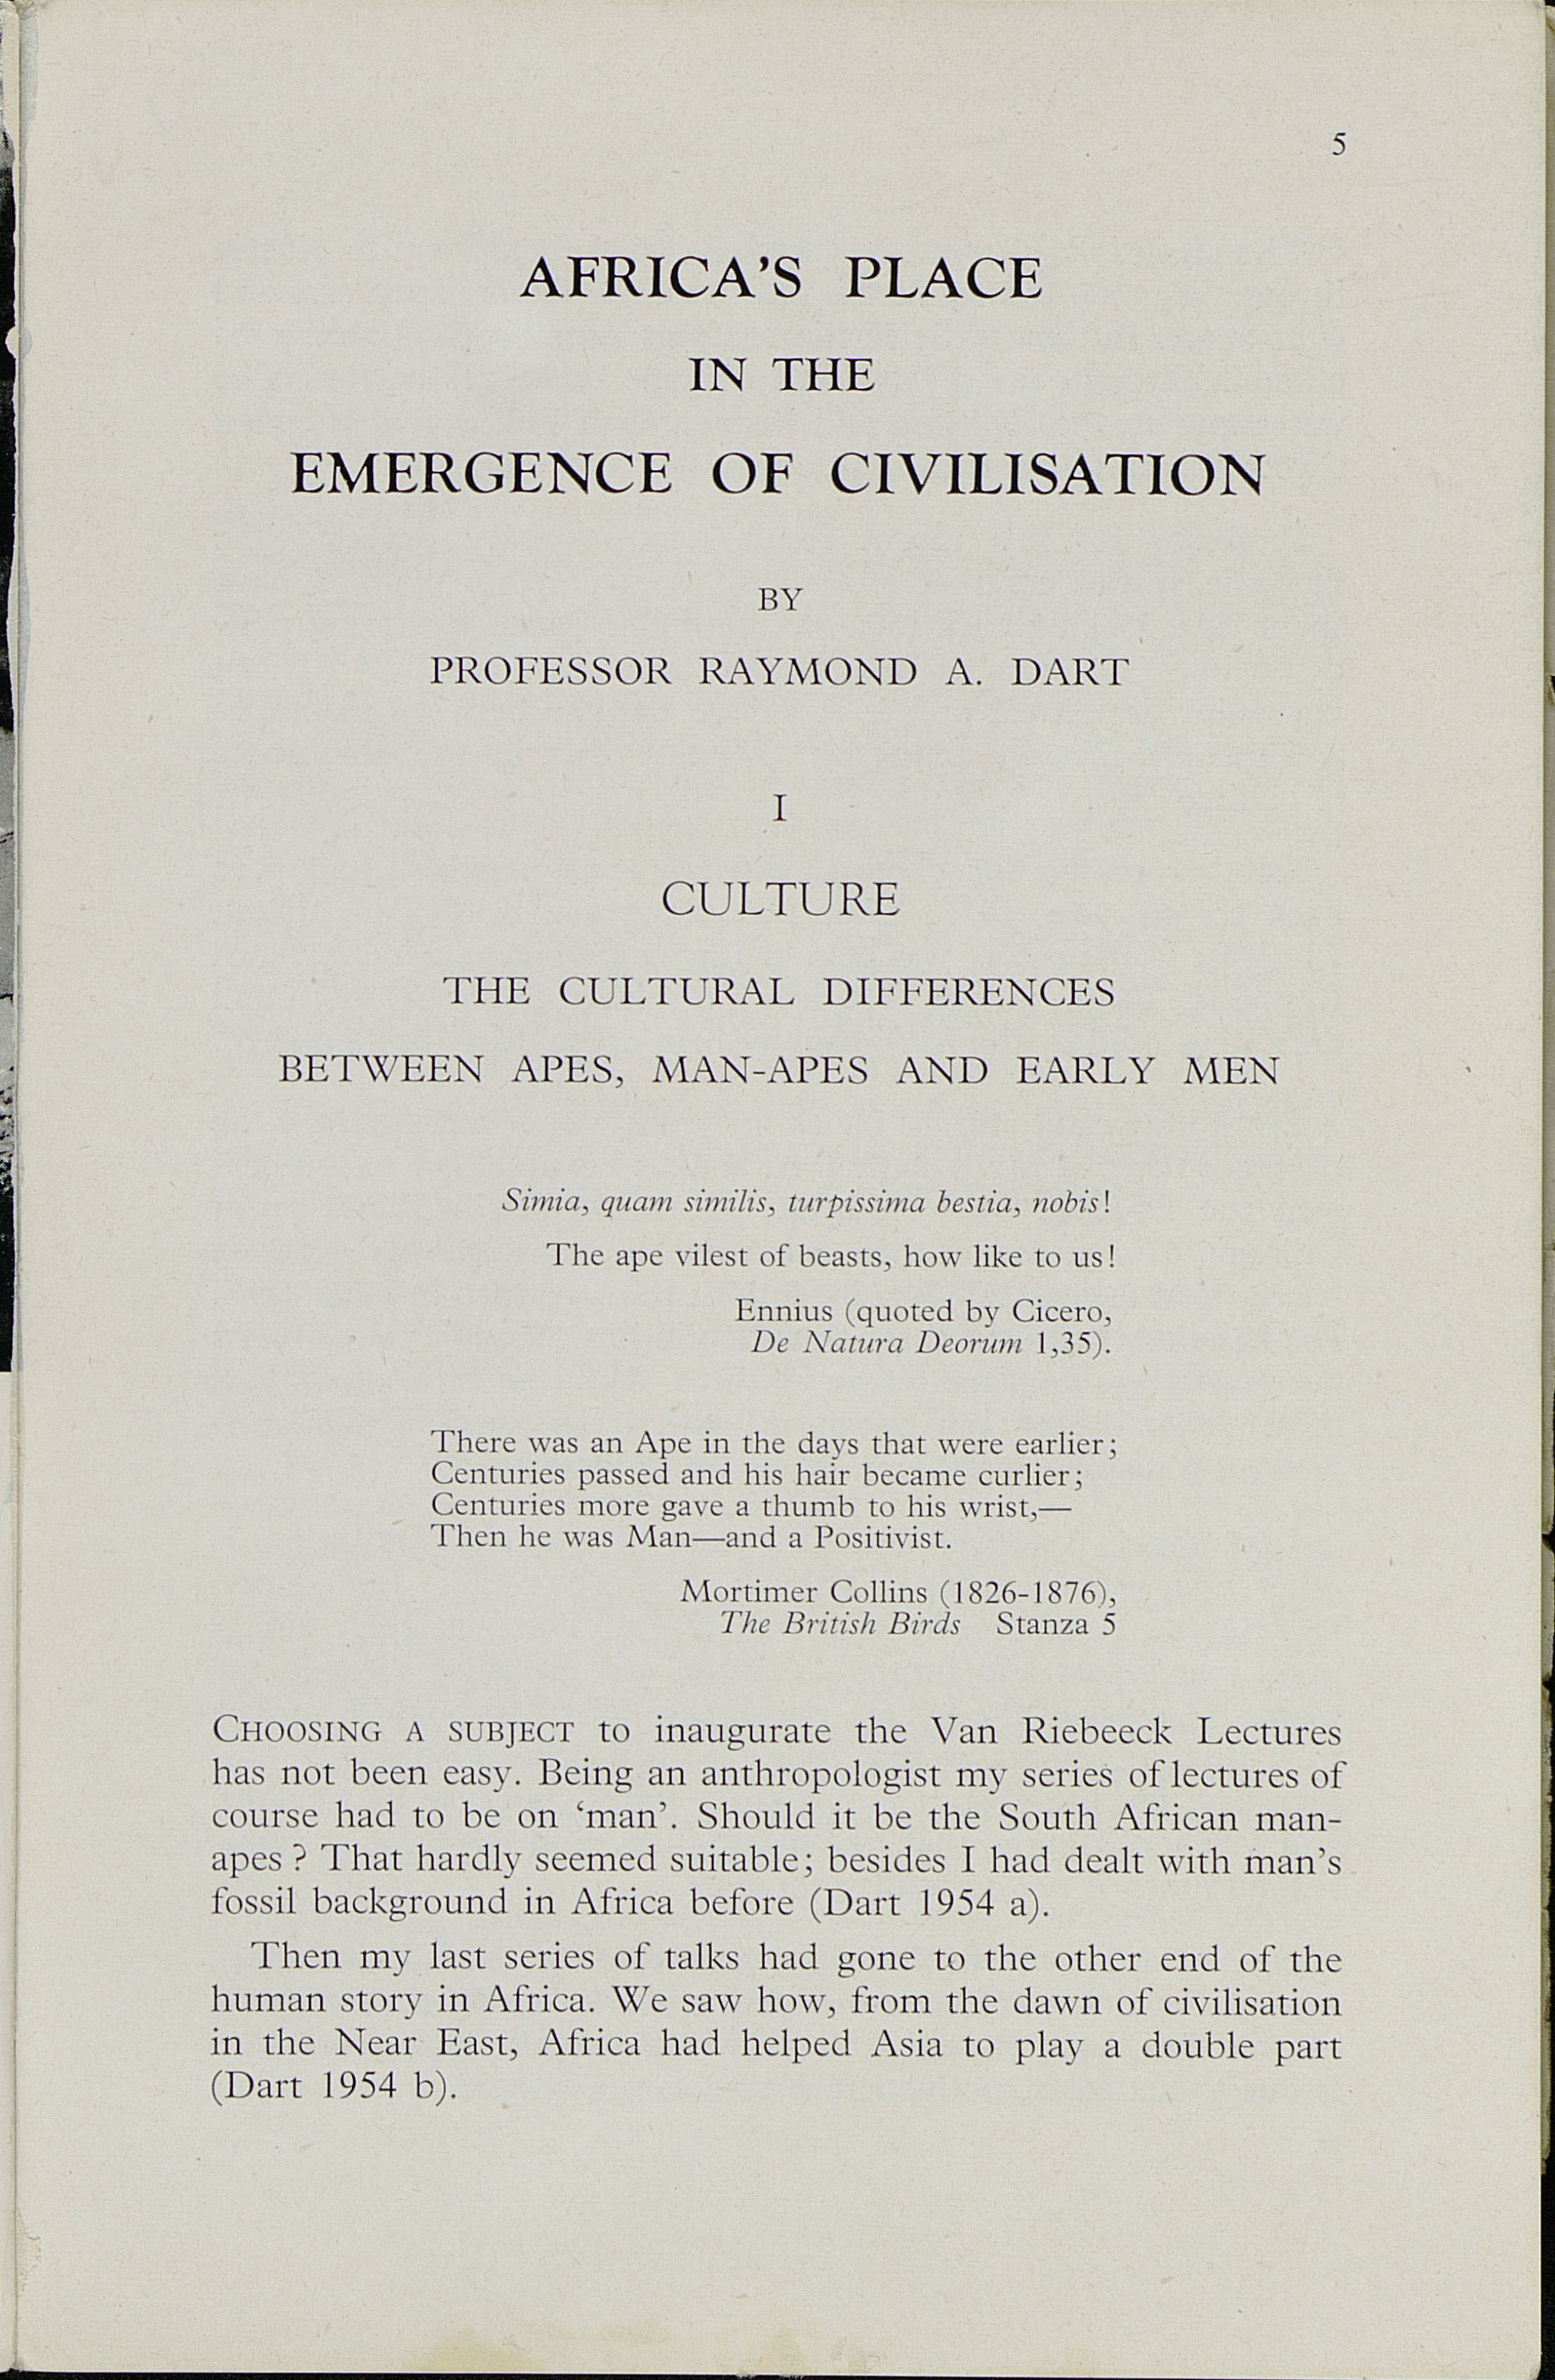 5
AFRICA’S PLACE
IN THE
EMERGENCE OF CIVILISATION
BY
PROFESSOR RAYMOND A. DART
I
CULTURE
THE CULTURAL DIFFERENCES
BETWEEN APES, MAN-APES AND EARLY MEN
Simia, quam similis, turpissima bestia, nobis!
The ape vilest of beasts, how like to us!
Ennius (quoted by Cicero,
De Natura Deorum 1,35).
There was an Ape in the days that were earlier;
Centuries passed and his hair became curlier;
Centuries more gave a thumb to his wrist,—
Then he was Man—and a Positivist.
Mortimer Collins (1826-1876),
The British Birds Stanza 5
CHOOSING A SUBJECT to inaugurate the Van Riebeeck Lectures
has not been easy. Being an anthropologist my series of lectures of
course had to be on ‘man’. Should it be the South African man-
apes ? That hardly seemed suitable; besides I had dealt with man’s
fossil background in Africa before (Dart 1954 a).
Then my last series of talks had gone to the other end of the
human story in Africa. We saw how, from the dawn of civilisation
in the Near East, Africa had helped Asia to play a double part
(Dart 1954 b).